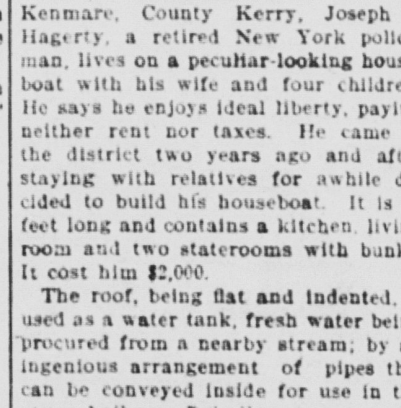 Kenmare, County Kerry, Joseph
Hagerty, a retired New York polic
man, lives on a peculiar-looking hous
boat with his wife and four childre
He says he enjoys ideal liberty, payi
neither rent nor taxes. He came
the district two years ago and aft
staying with relatives for awhile d
cided to build his houseboat. It is
feet long and contains a kitchen, livi
room and two staterooms with bunk
It cost him $2,000.
The roof, being flat and indented,
used as a water tank, fresh water bei
procured from a nearby stream; by
ingenious arrangement of pipes th
can be conveyed inside for use in t